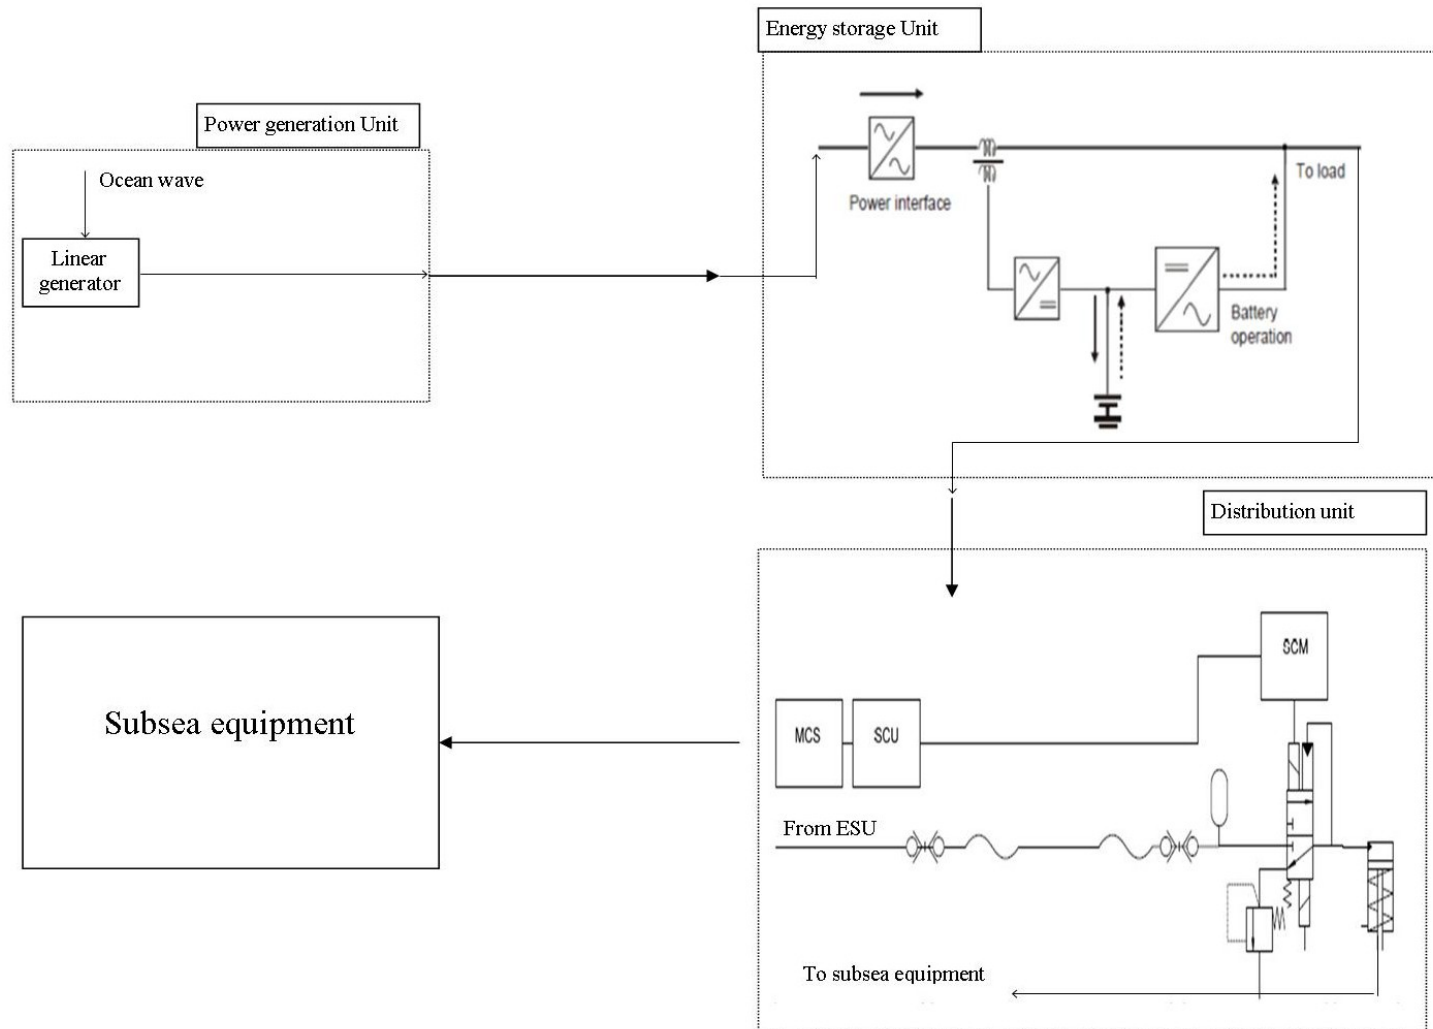 Energy storage Unit
Power generation Unit
Ocean wave
Linear
generator
Power interface
To load
Battery
operation
Distribution unit
SCM
MCS
SCU
From ESU
To subsea equipment
Subsea equipment